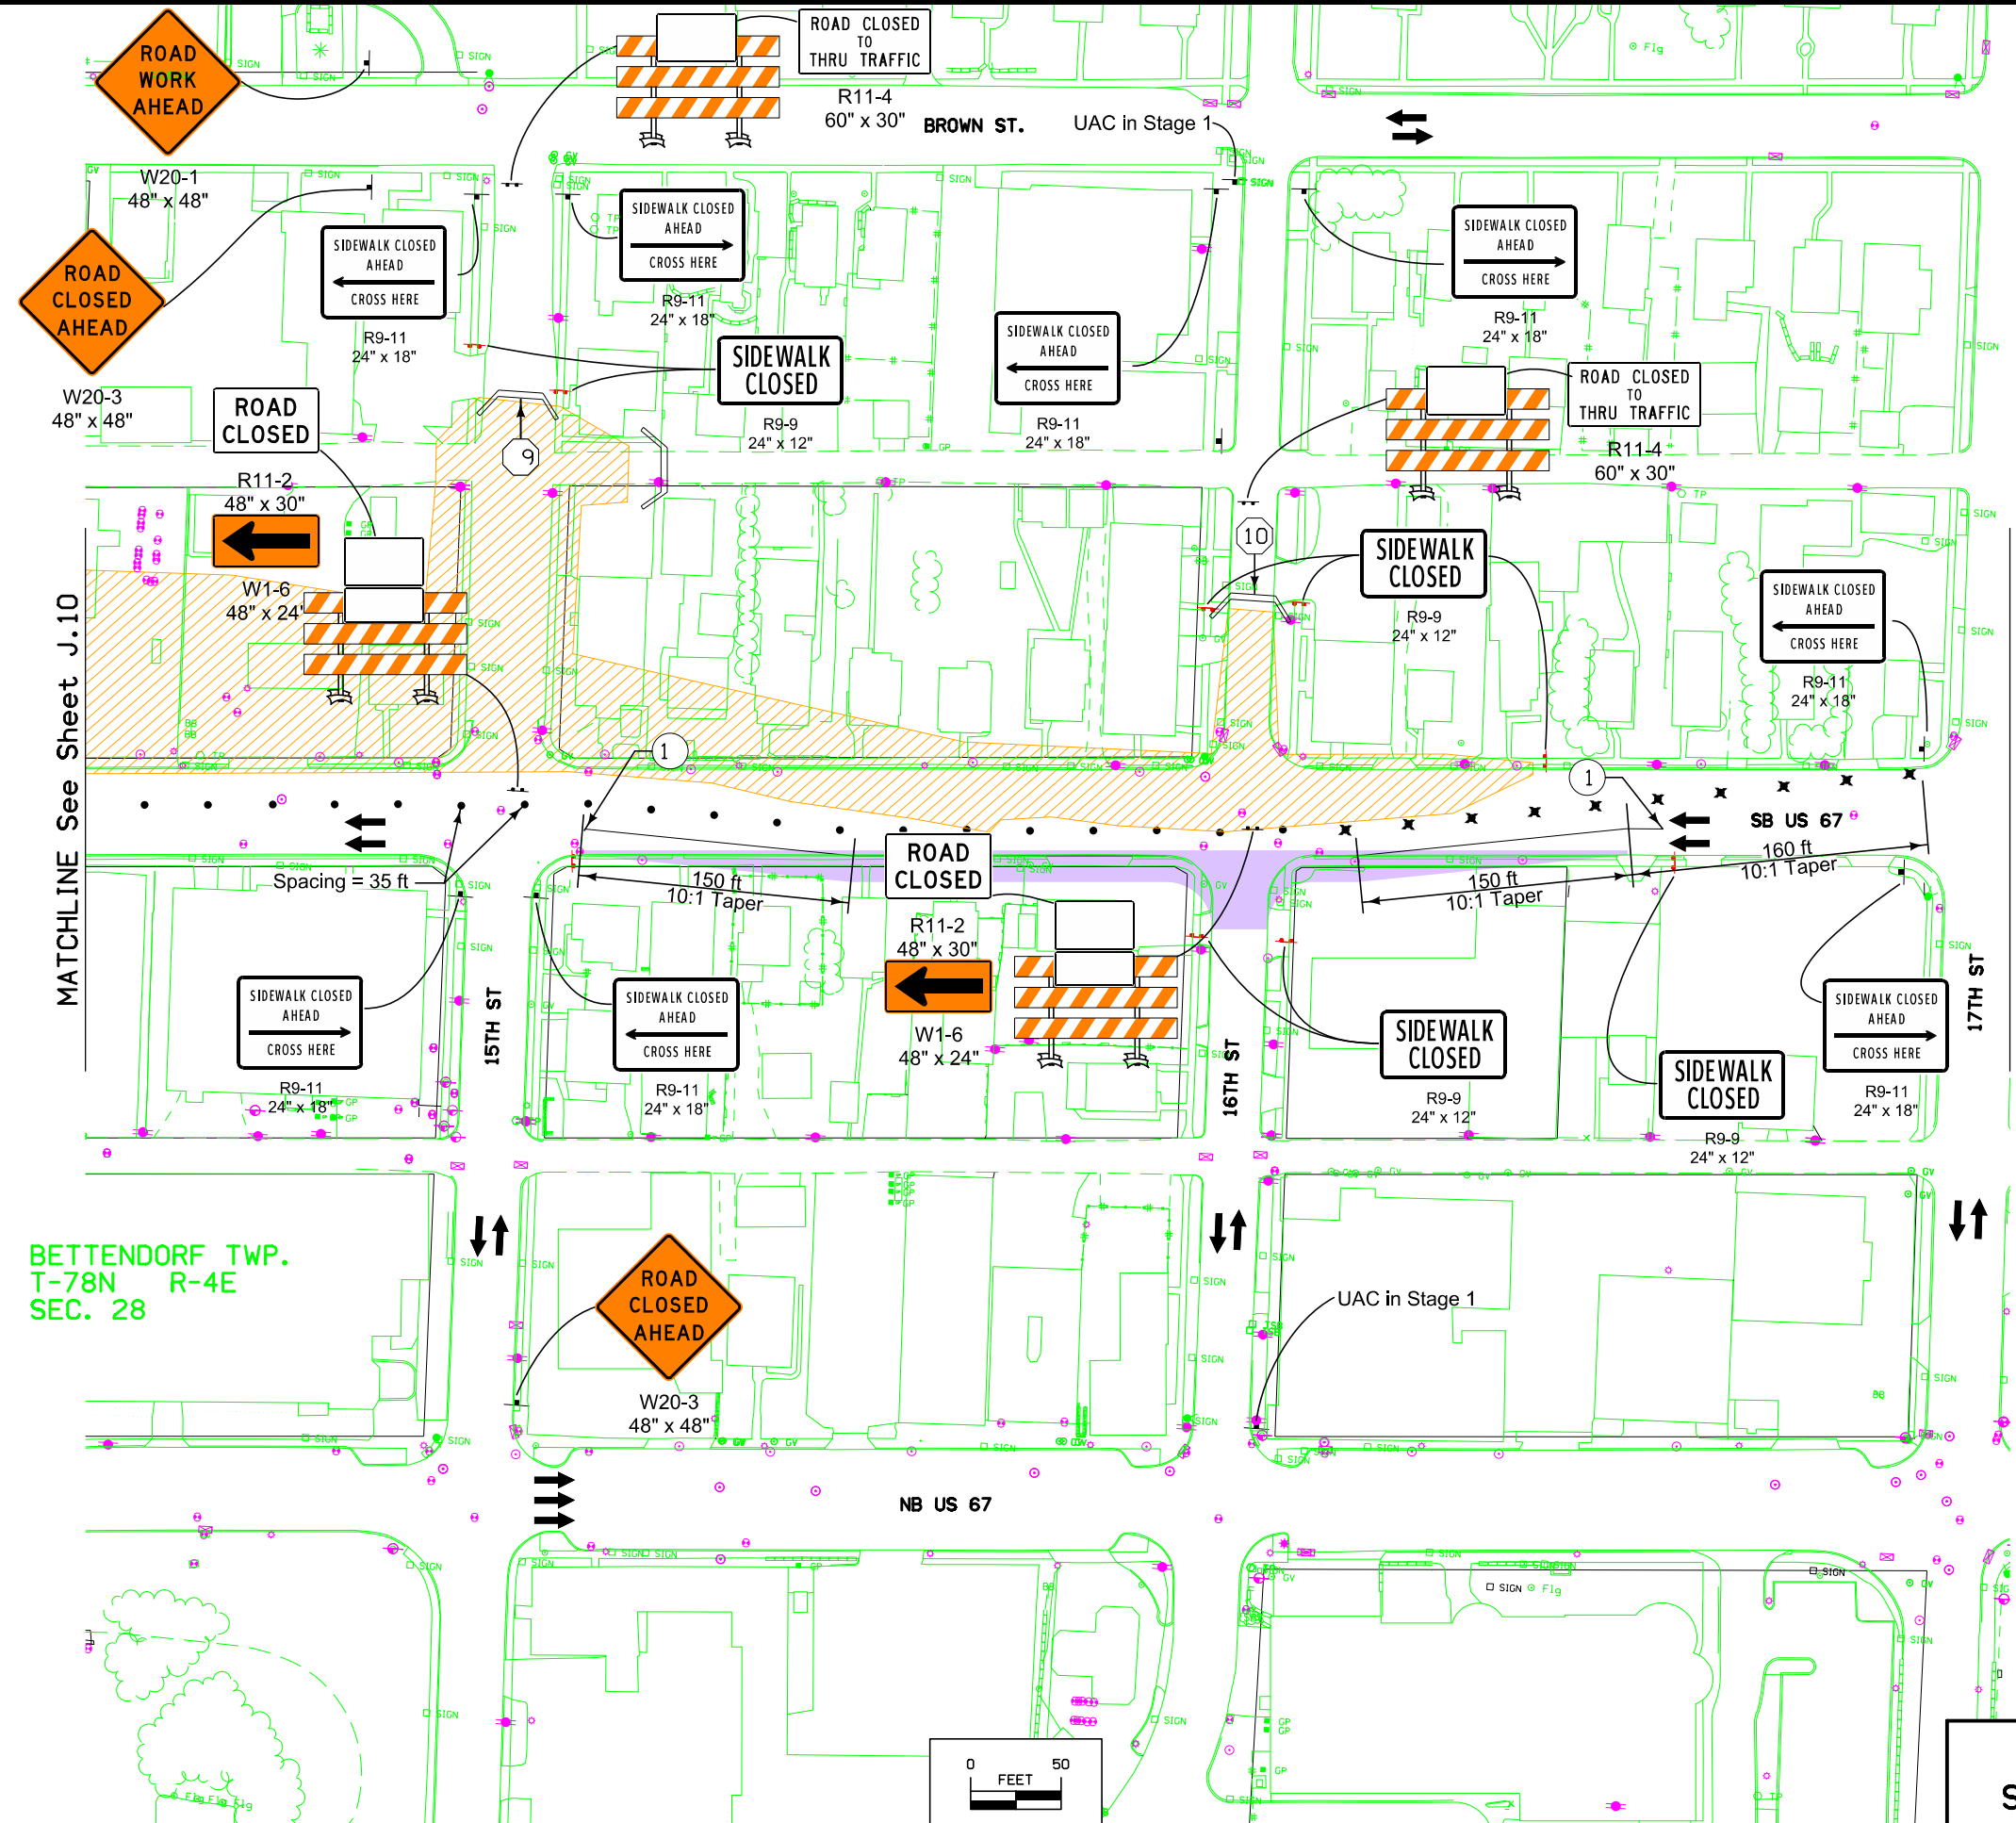 ROAD
WORK
AHEAD
W20-1
48" x 48"
ROAD CLOSED
TO
THRU TRAFFIC
R11-4
60" x 30"
BROWN ST.
UAC in Stage 1
ROAD
CLOSED
AHEAD
W20-3
48" x 48"
SIDEWALK CLOSED
AHEAD
CROSS HERE
R9-11
24" x 18"
SIDEWALK CLOSED
AHEAD
CROSS HERE
R9-11
24" x 18"
SIDEWALK
CLOSED
R9-9
24" x 12"
SIDEWALK CLOSED
AHEAD
CROSS HERE
R9-11
24" x 18"
SIDEWALK CLOSED
AHEAD
CROSS HERE
R9-11
24" x 18"
ROAD CLOSED
TO
THRU TRAFFIC
R11-4
60" x 30"
ROAD
CLOSED
R11-2
48" x 30"
W1-6
48" x 24"
9
10
SIDEWALK
CLOSED
R9-9
24" x 12"
SIDEWALK CLOSED
AHEAD
CROSS HERE
R9-11
24" x 18"
MATCHLINE See Sheet J.10
1
1
SB US 67
Spacing = 35 ft
150 ft
10:1 Taper
ROAD
CLOSED
R11-2
48" x 30"
W1-6
48" x 24"
150 ft
10:1 Taper
160 ft
10:1 Taper
SIDEWALK CLOSED
AHEAD
CROSS HERE
R9-11
24" x 18"
15TH ST
SIDEWALK CLOSED
AHEAD
CROSS HERE
R9-11
24" x 18"
16TH ST
SIDEWALK
CLOSED
R9-9
24" x 12"
SIDEWALK
CLOSED
R9-9
24" x 12"
SIDEWALK CLOSED
AHEAD
CROSS HERE
R9-11
24" x 18"
17TH ST
BETTENDORF TWP.
T-78N R-4E
SEC. 28
ROAD
CLOSED
AHEAD
W20-3
48" x 48"
UAC in Stage 1
NB US 67
SIGN
Flg
0 50
FEET
S